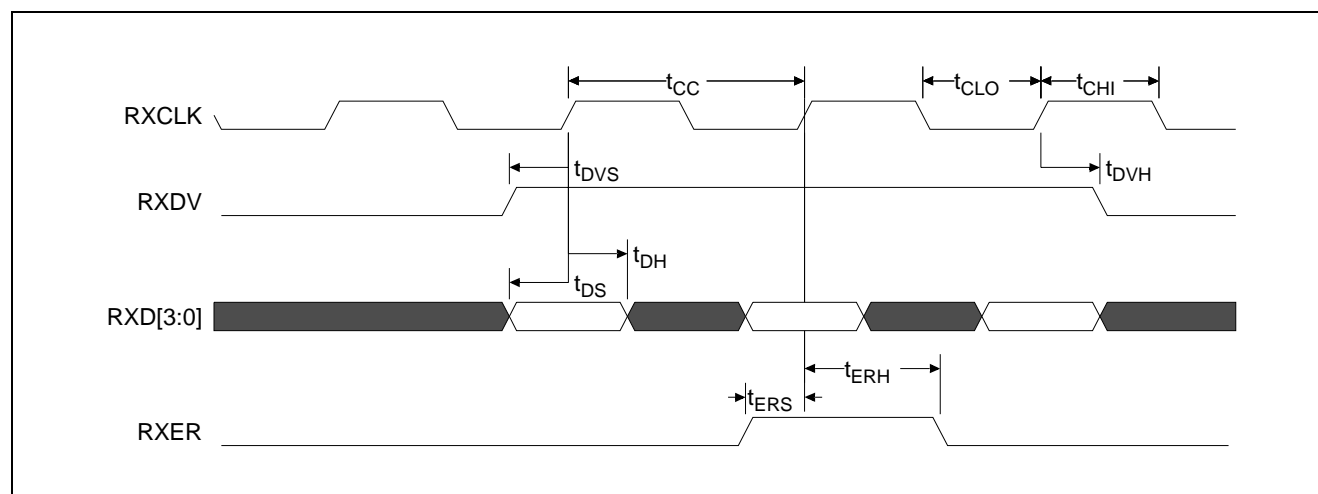 tCC
tCLO
tCHI
RXCLK
tDVS
tDVH
RXDV
tDH
tDS
RXD[3:0]
tERH
tERS
RXER